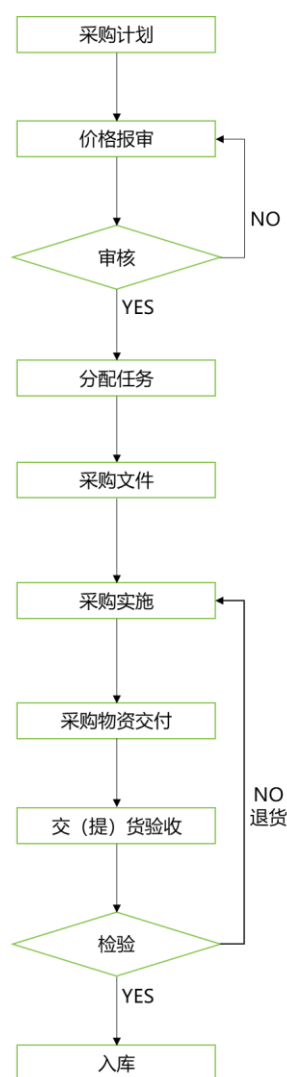 采购计划
价格报审
NO
审核
YES
分配任务
采购文件
采购实施
采购物资交付
NO
退货
交（提）货验收
检验
YES
入库